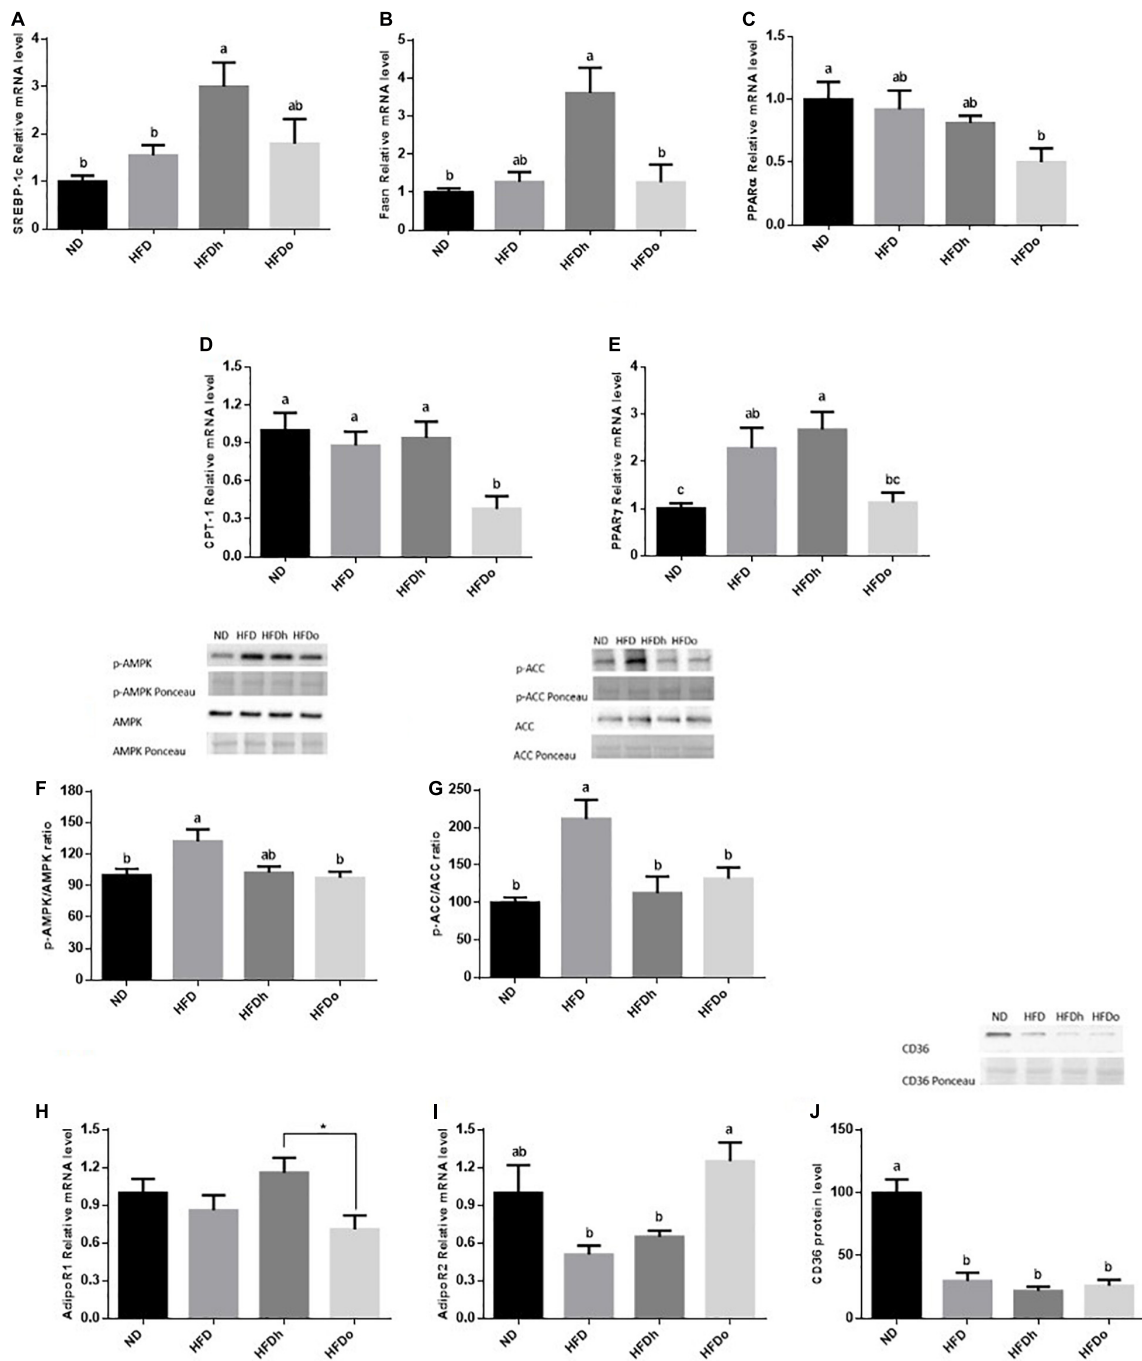 A
SREBP-1c Relative mRNA level
4
3
2
1
0
b
b
a
ab
ND
HFD
HFDh
HFDo
B
Fasn Relative mRNA level
5
4
3
2
1
0
b
ab
a
b
ND
HFD
HFDh
HFDo
C
PPARα Relative mRNA level
1.5
1.0
0.5
0.0
a
ab
ab
b
ND
HFD
HFDh
HFDo
D
CPT-1 Relative mRNA level
1.5
1.2
0.9
0.6
0.3
0.0
a
a
a
b
ND
HFD
HFDh
HFDo
E
PPARγ Relative mRNA level
4
3
2
1
0
c
ab
a
bc
ND
HFD
HFDh
HFDo
ND HFD HFDh HFDo
p-AMPK
p-AMPK Ponceau
AMPK
AMPK Ponceau
F
p-AMPK/AMPK ratio
180
150
120
90
60
30
0
b
a
ab
b
ND
HFD
HFDh
HFDo
ND HFD HFDh HFDo
p-ACC
p-ACC Ponceau
ACC
ACC Ponceau
G
p-ACC/ACC ratio
250
200
150
100
50
0
b
a
b
b
ND
HFD
HFDh
HFDo
H
AdipoR1 Relative mRNA level
1.5
1.2
0.9
0.6
0.3
0.0
*
ND
HFD
HFDh
HFDo
I
AdipoR2 Relative mRNA level
1.5
1.2
0.9
0.6
0.3
0.0
ab
b
b
a
ND
HFD
HFDh
HFDo
ND HFD HFDh HFDo
CD36
CD36 Ponceau
J
CD36 protein level
150
100
50
0
a
b
b
b
ND
HFD
HFDh
HFDo